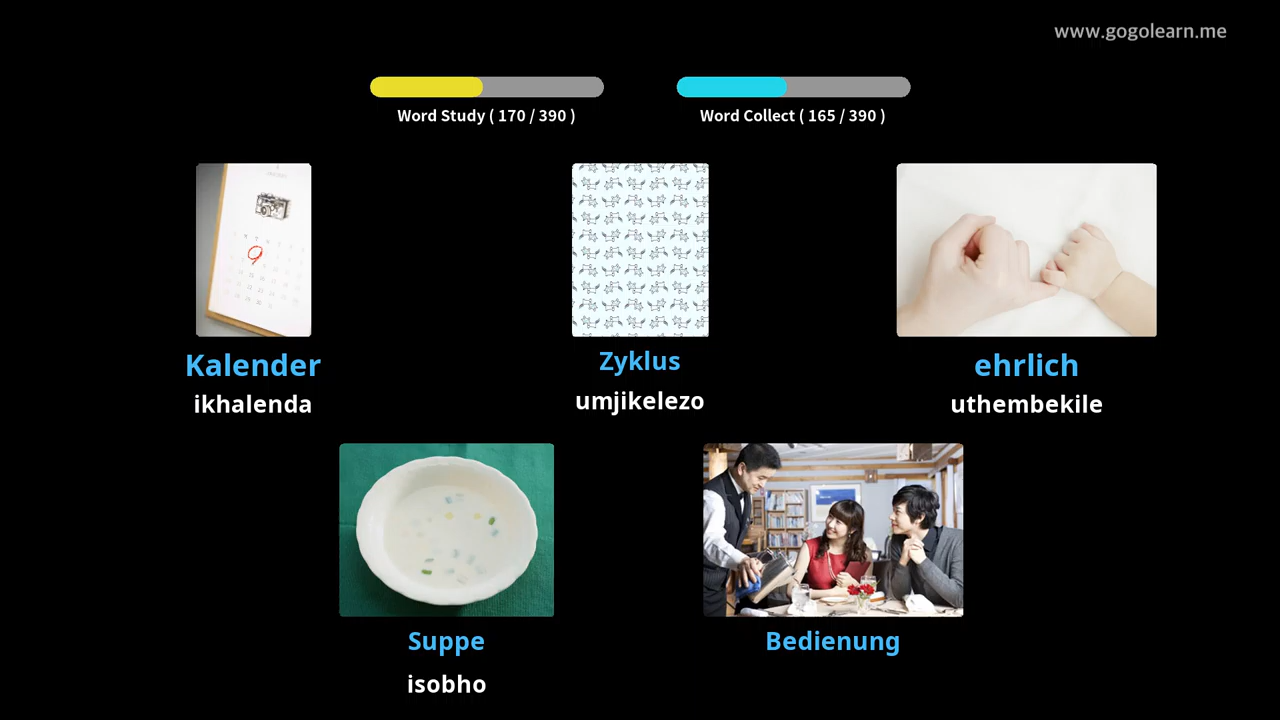 www.gogolearn.me
Word Study ( 170 / 390 )
Word Collect ( 165 / 390 )
Kalender
ikhalenda
Zyklus
umjikelezo
ehrlich
uthembekile
Suppe
isobho
Bedienung